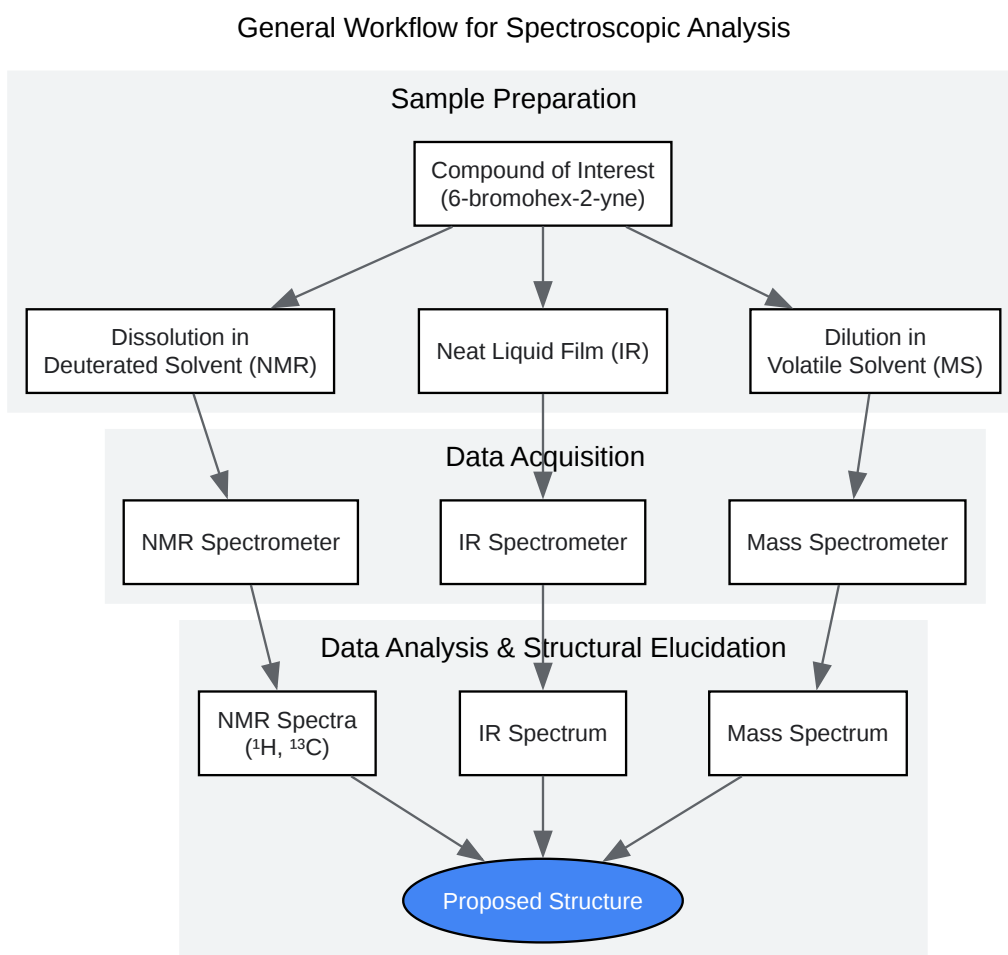 General Workflow for Spectroscopic Analysis
Sample Preparation
Compound of Interest
(6-bromohex-2-yne)
Dissolution in
Deuterated Solvent (NMR)
Neat Liquid Film (IR)
Dilution in
Volatile Solvent (MS)
Data Acquisition
NMR Spectrometer
IR Spectrometer
Mass Spectrometer
Data Analysis & Structural Elucidation
NMR Spectra
(¹H, ¹³C)
IR Spectrum
Mass Spectrum
Proposed Structure